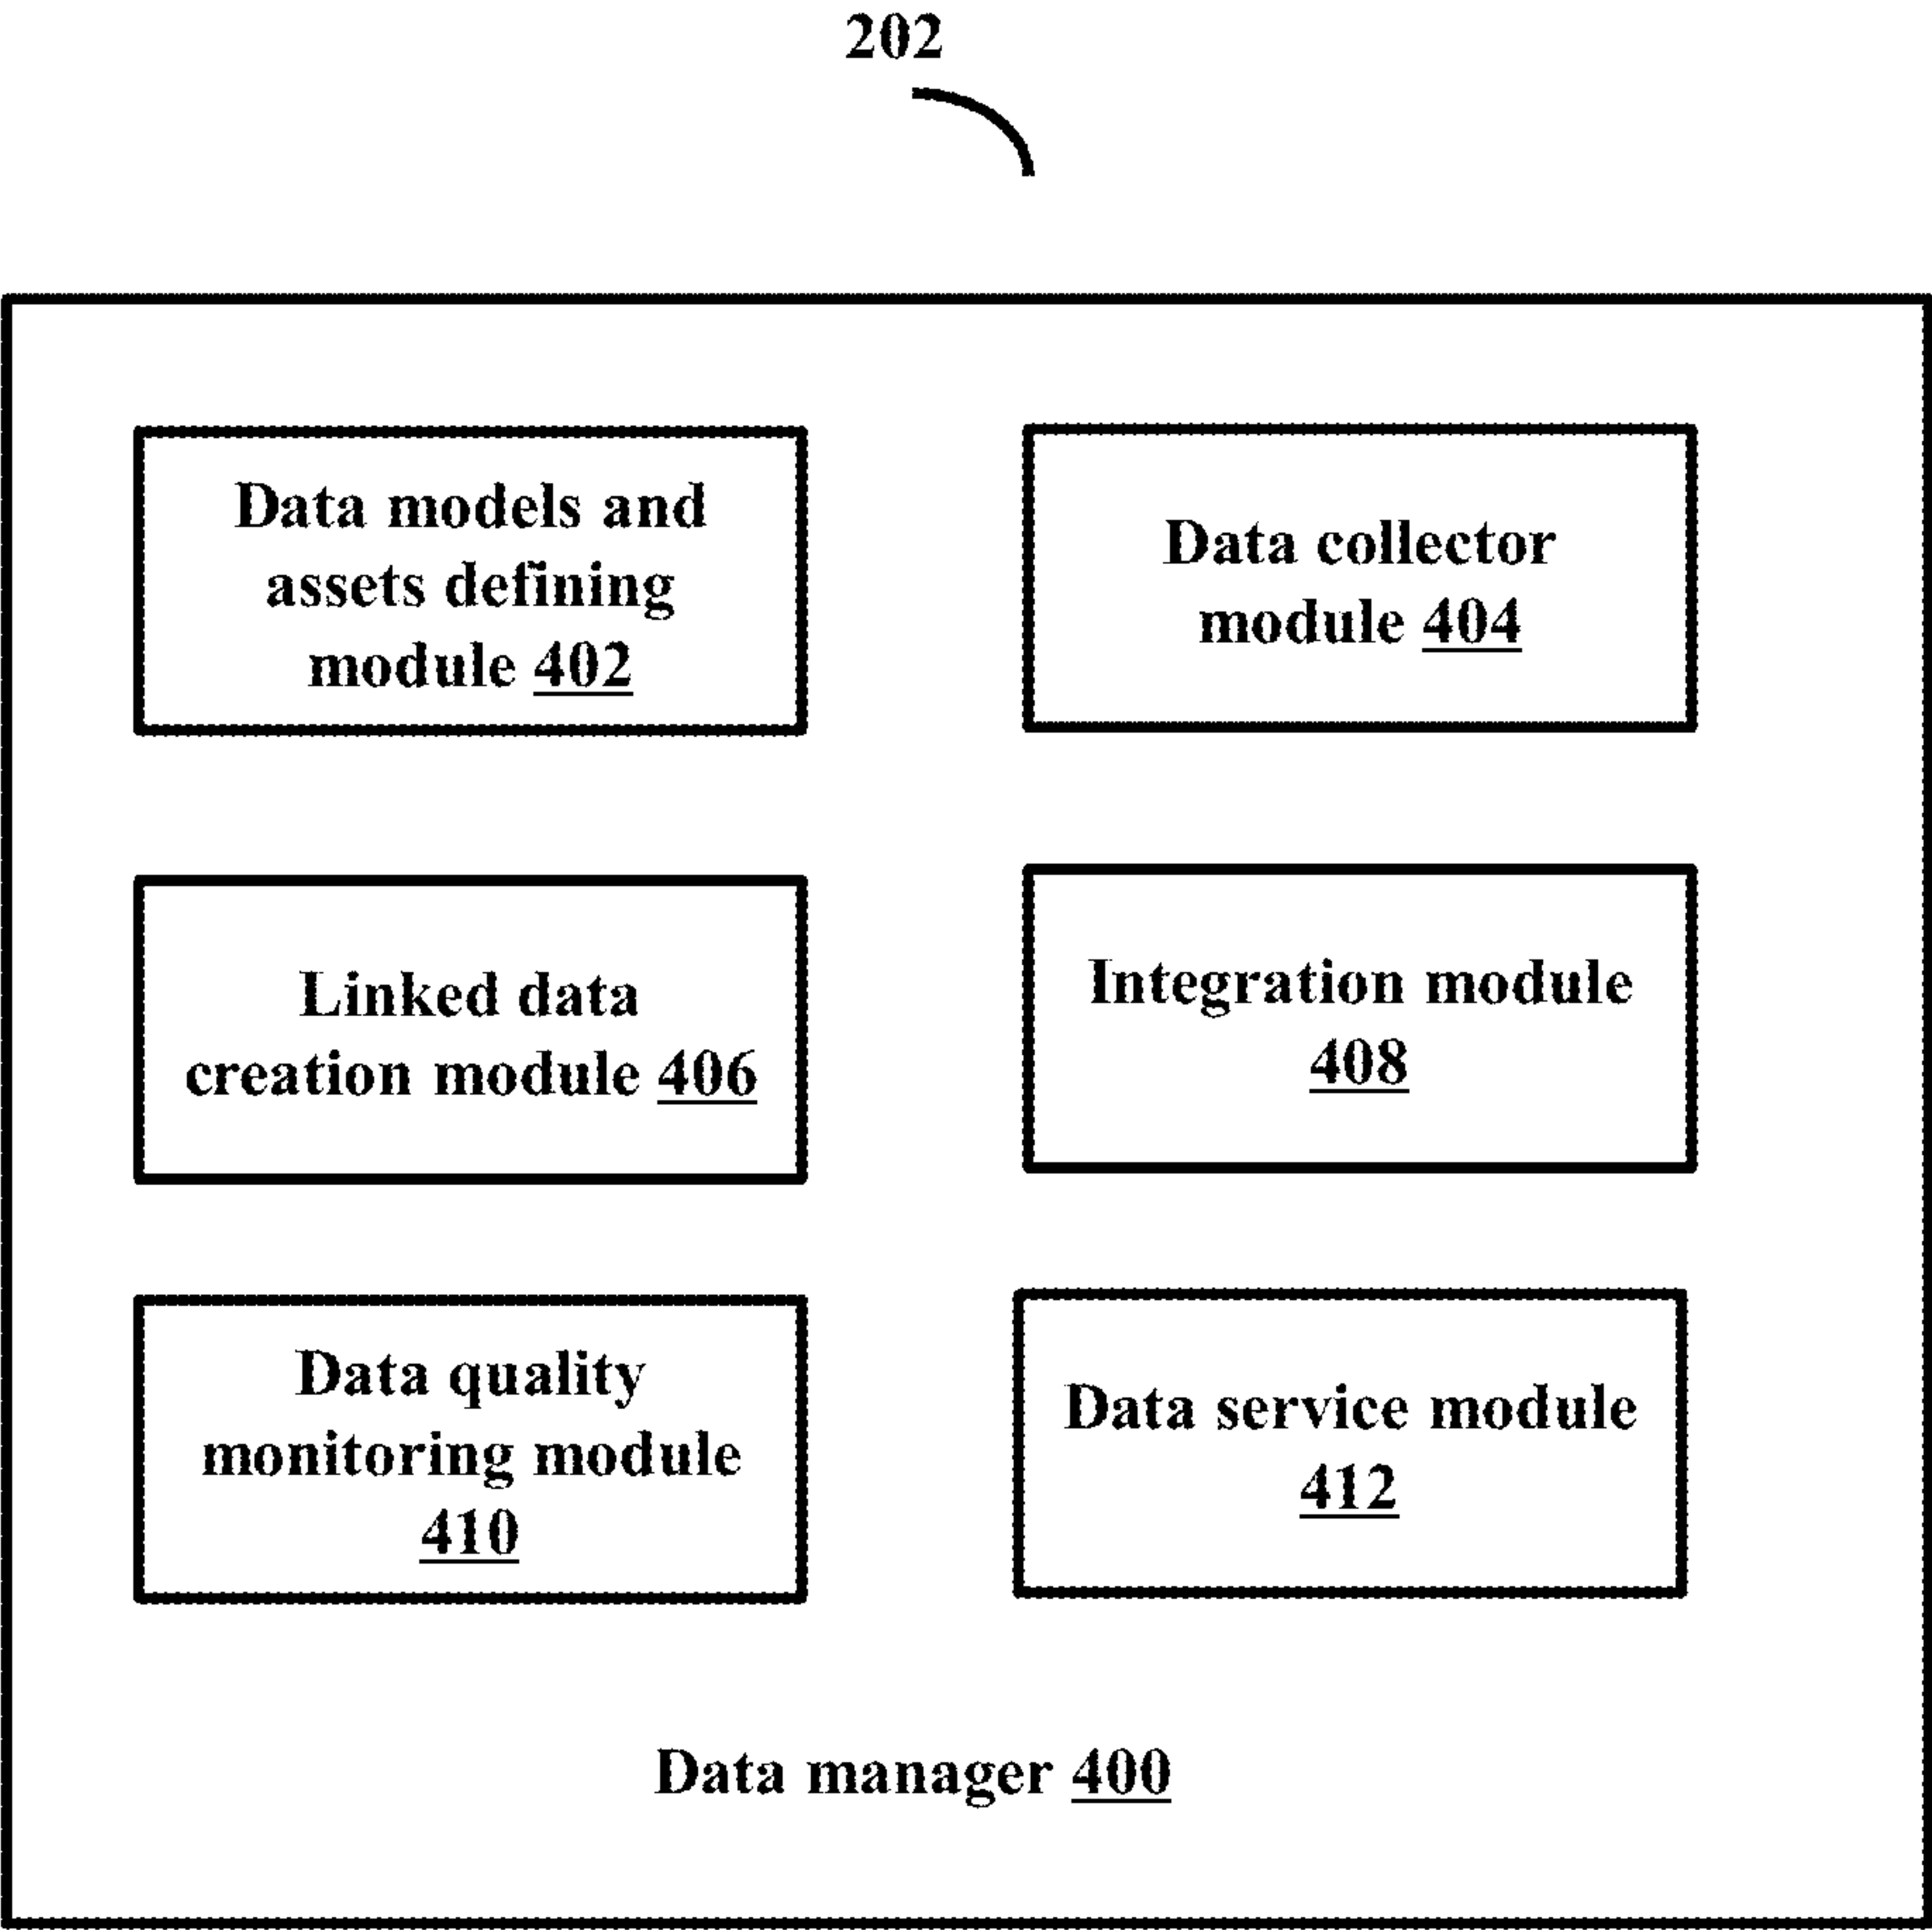 202
Data models and
assets defining
module 402
Data collector
module 404
Linked data
creation module 406
Integration module
408
Data quality
monitoring module
410
Data service module
412
Data manager 400